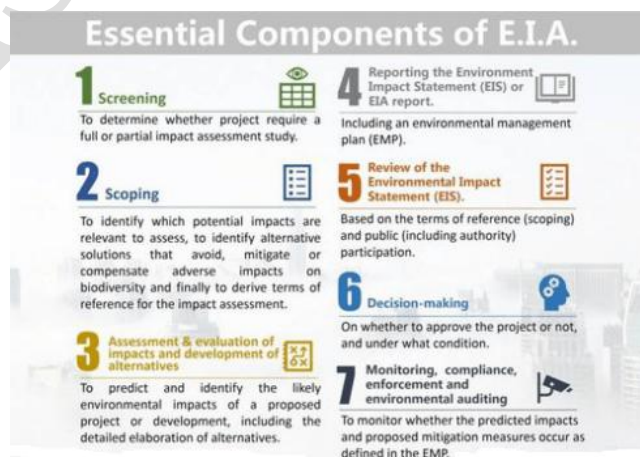 Essential Components of E.I.A.
1 Screening
To determine whether project require a
full or partial impact assessment study.
2 Scoping
To identify which potential impacts are
relevant to assess, to identify alternative
solutions that avoid, mitigate or
compensate adverse impacts on
biodiversity and finally to derive terms of
reference for the impact assessment.
3 Assessment & evaluation of
impacts and development of
alternatives
To predict and identify the likely
environmental impacts of a proposed
project or development, including the
detailed elaboration of alternatives.
4 Reporting the Environment
Impact Statement (EIS) or
EIA report.
Including an environmental management
plan (EMP).
5 Review of the
Environmental Impact
Statement (EIS).
Based on the terms of reference (scoping)
and public (including authority)
participation.
6 Decision-making
On whether to approve the project or not,
and under what condition.
7 Monitoring, compliance,
enforcement and
environmental auditing
To monitor whether the predicted impacts
and proposed mitigation measures occur as
defined in the EMP.